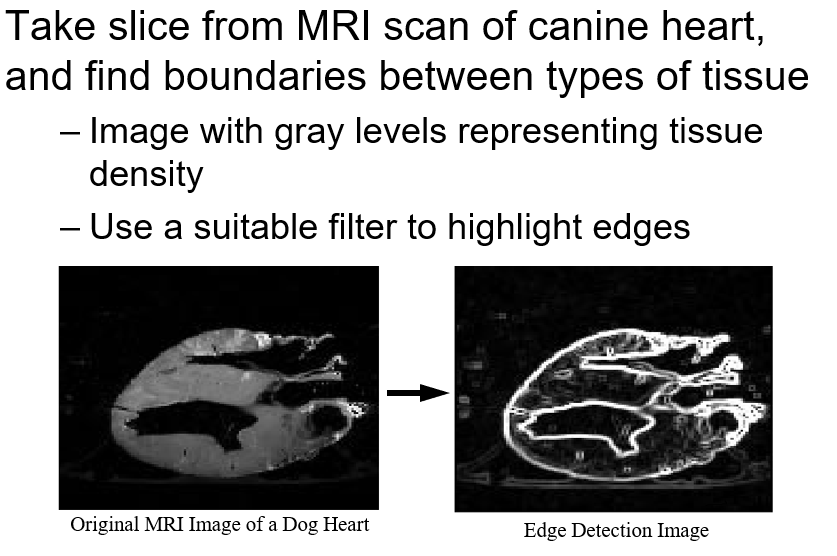 Take slice from MRI scan of canine heart,
and find boundaries between types of tissue
– Image with gray levels representing tissue
density
– Use a suitable filter to highlight edges
Original MRI Image of a Dog Heart
Edge Detection Image